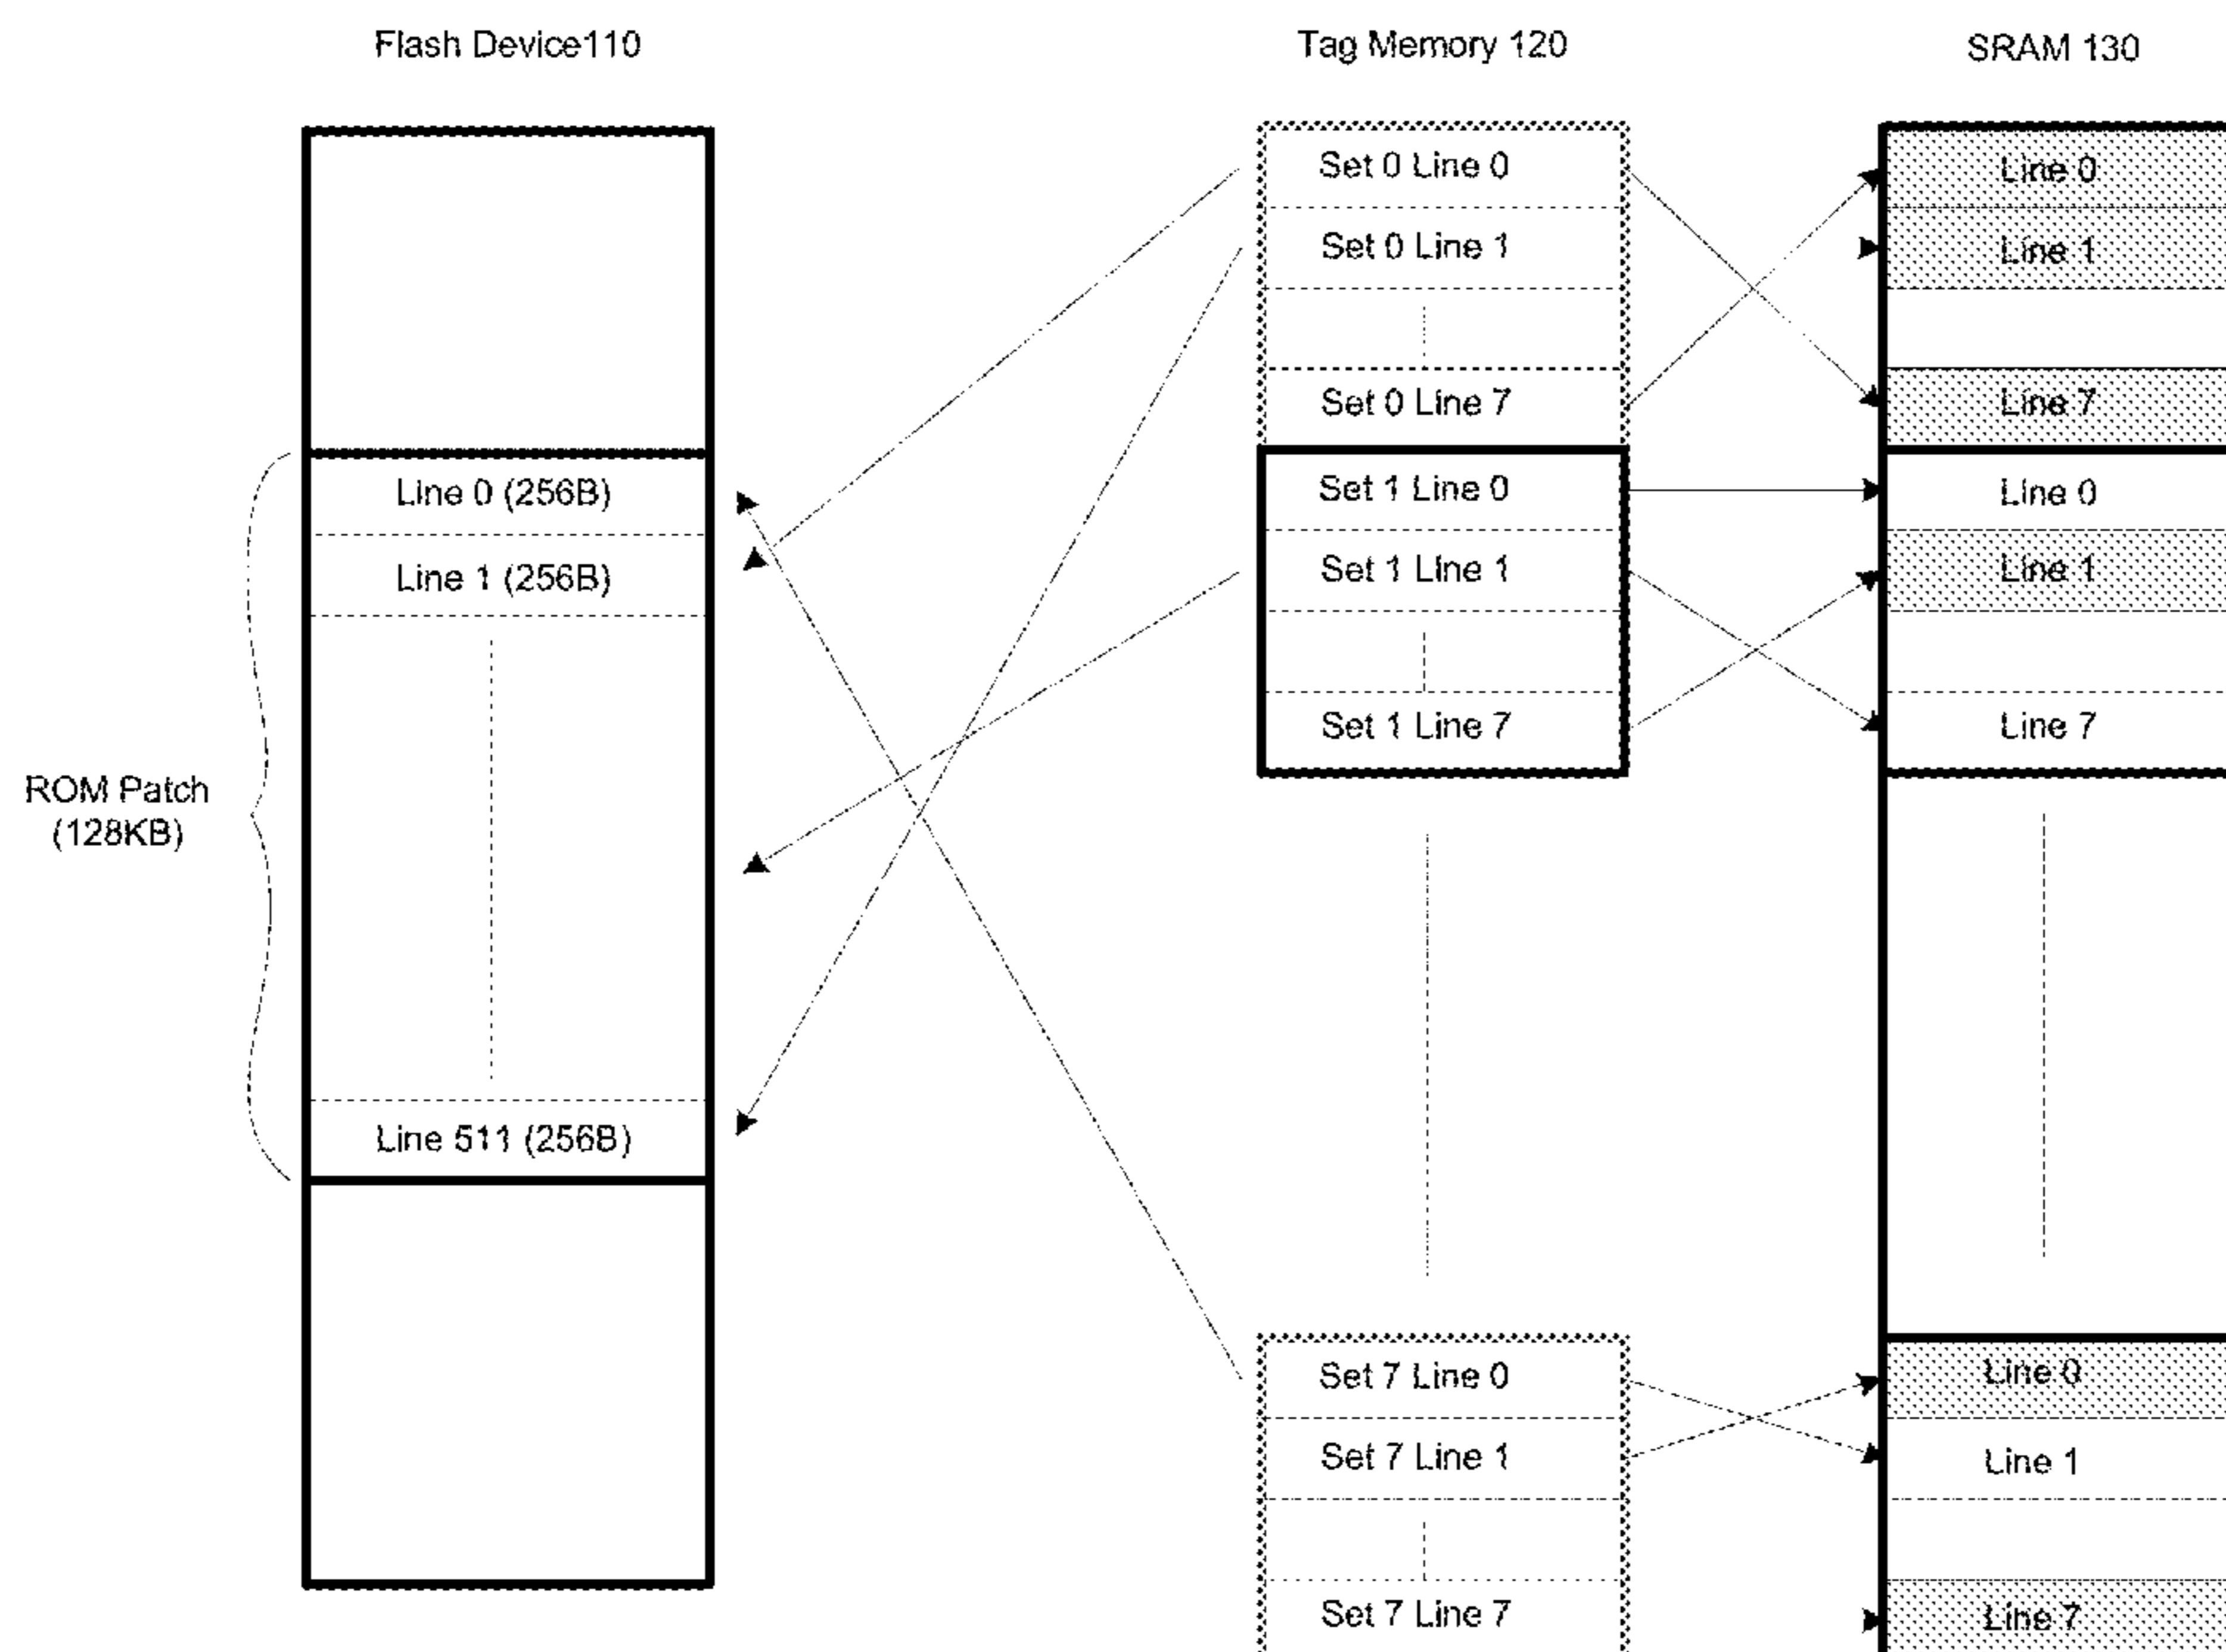 Flash Device110
Tag Memory 120
SRAM 130
ROM Patch
(128KB)
Line 0 (256B)
Line 1 (256B)
Line 511 (256B)
Set 0 Line 0
Set 0 Line 1
Set 0 Line 7
Set 1 Line 0
Set 1 Line 1
Set 1 Line 7
Set 7 Line 0
Set 7 Line 1
Set 7 Line 7
Line 0
Line 1
Line 7
Line 0
Line 1
Line 7
Line 0
Line 1
Line 7